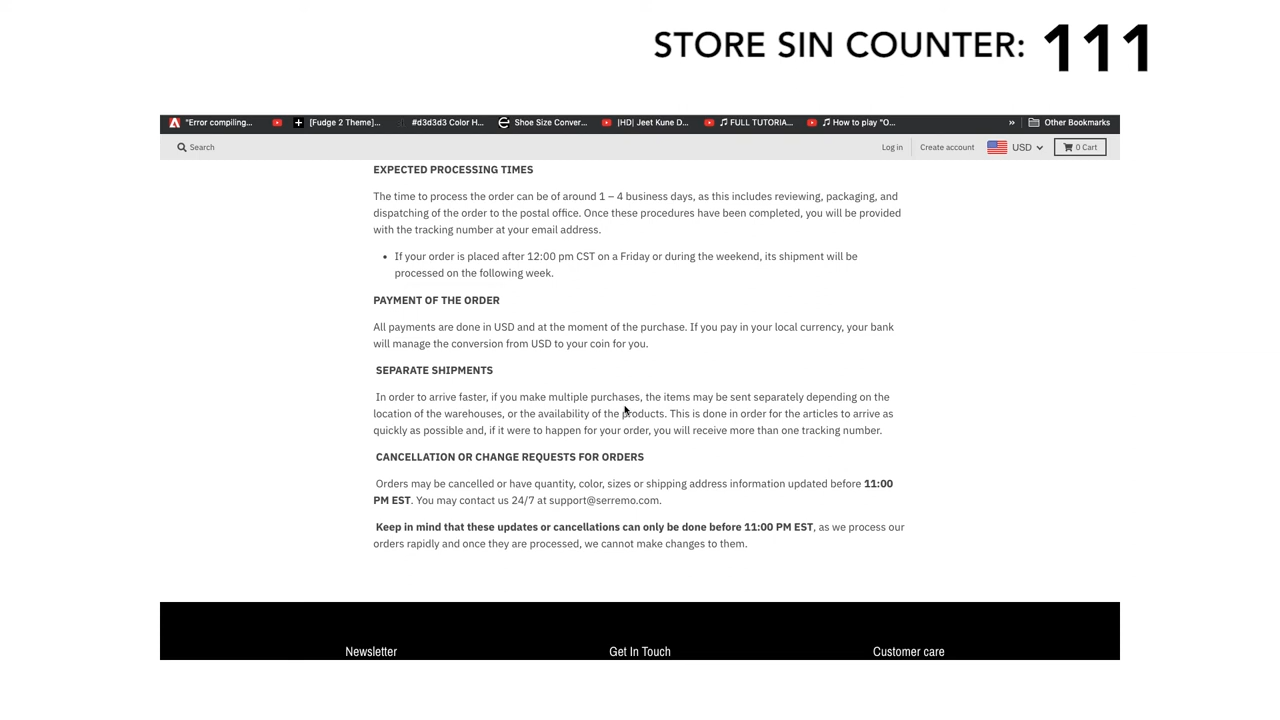 STORE SIN COUNTER: 111
"Error compiling... [Fudge 2 Theme]... #d3d3d3 Color H... Shoe Size Conver... |HD| Jeet Kune D... ♫ FULL TUTORIA... ♫ How to play "O... » Other Bookmarks
Search Log in Create account USD 0 Cart
EXPECTED PROCESSING TIMES
The time to process the order can be of around 1 – 4 business days, as this includes reviewing, packaging, and
dispatching of the order to the postal office. Once these procedures have been completed, you will be provided
with the tracking number at your email address.
• If your order is placed after 12:00 pm CST on a Friday or during the weekend, its shipment will be
processed on the following week.
PAYMENT OF THE ORDER
All payments are done in USD and at the moment of the purchase. If you pay in your local currency, your bank
will manage the conversion from USD to your coin for you.
SEPARATE SHIPMENTS
In order to arrive faster, if you make multiple purchases, the items may be sent separately depending on the
location of the warehouses, or the availability of the products. This is done in order for the articles to arrive as
quickly as possible and, if it were to happen for your order, you will receive more than one tracking number.
CANCELLATION OR CHANGE REQUESTS FOR ORDERS
Orders may be cancelled or have quantity, color, sizes or shipping address information updated before 11:00
PM EST. You may contact us 24/7 at support@serremo.com.
Keep in mind that these updates or cancellations can only be done before 11:00 PM EST, as we process our
orders rapidly and once they are processed, we cannot make changes to them.
Newsletter Get In Touch Customer care